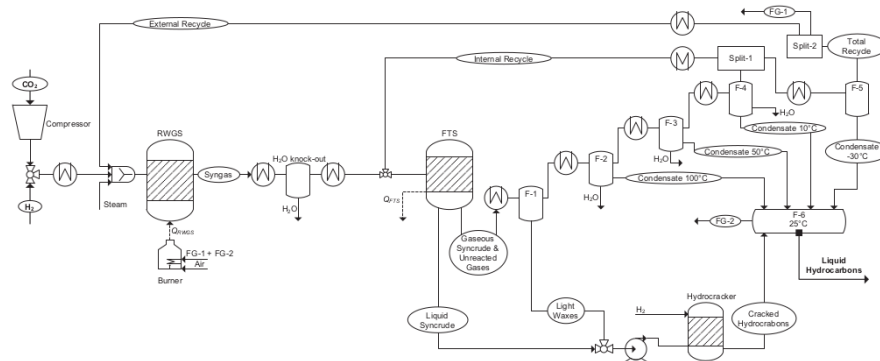 FG-1
External Recycle
Split-2
Total
Recycle
Internal Recycle
Split-1
CO₂
Compressor
RWGS
FTS
F-5
F-4
H₂O
F-3
Condensate 10°C
H₂O knock-out
F-2
H₂O
Condensate 50°C
Condensate
-30°C
Syngas
F-1
Condensate 100°C
H₂
Steam
H₂O
Q_FTS
H₂O
F-6
25°C
FG-2
Q_RWGS
FG-1 + FG-2
Air
Burner
Gaseous
Syncrude &
Unreacted
Gases
Liquid
Hydrocarbons
Liquid
Syncrude
Light
Waxes
H₂
Hydrocracker
Cracked
Hydrocrabons